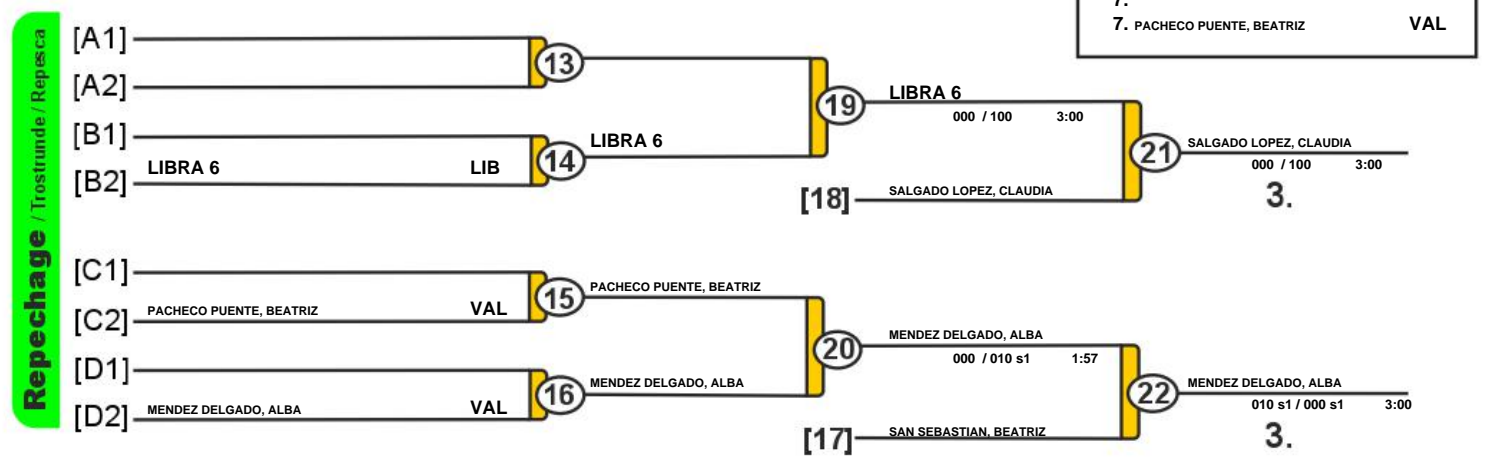 7.
7. PACHECO PUENTE, BEATRIZ VAL
Repechage / Trostrunde / Repesca
[A1]
13
[A2]
19
LIBRA 6
000 / 100 3:00
[B1]
LIBRA 6
[B2] LIBRA 6 LIB
14
21
SALGADO LOPEZ, CLAUDIA
000 / 100 3:00
3.
[18] SALGADO LOPEZ, CLAUDIA
[C1]
PACHECO PUENTE, BEATRIZ
[C2] PACHECO PUENTE, BEATRIZ VAL
15
20
MENDEZ DELGADO, ALBA
000 / 010 s1 1:57
[D1]
MENDEZ DELGADO, ALBA
[D2] MENDEZ DELGADO, ALBA VAL
16
22
MENDEZ DELGADO, ALBA
010 s1 / 000 s1 3:00
3.
[17] SAN SEBASTIAN, BEATRIZ